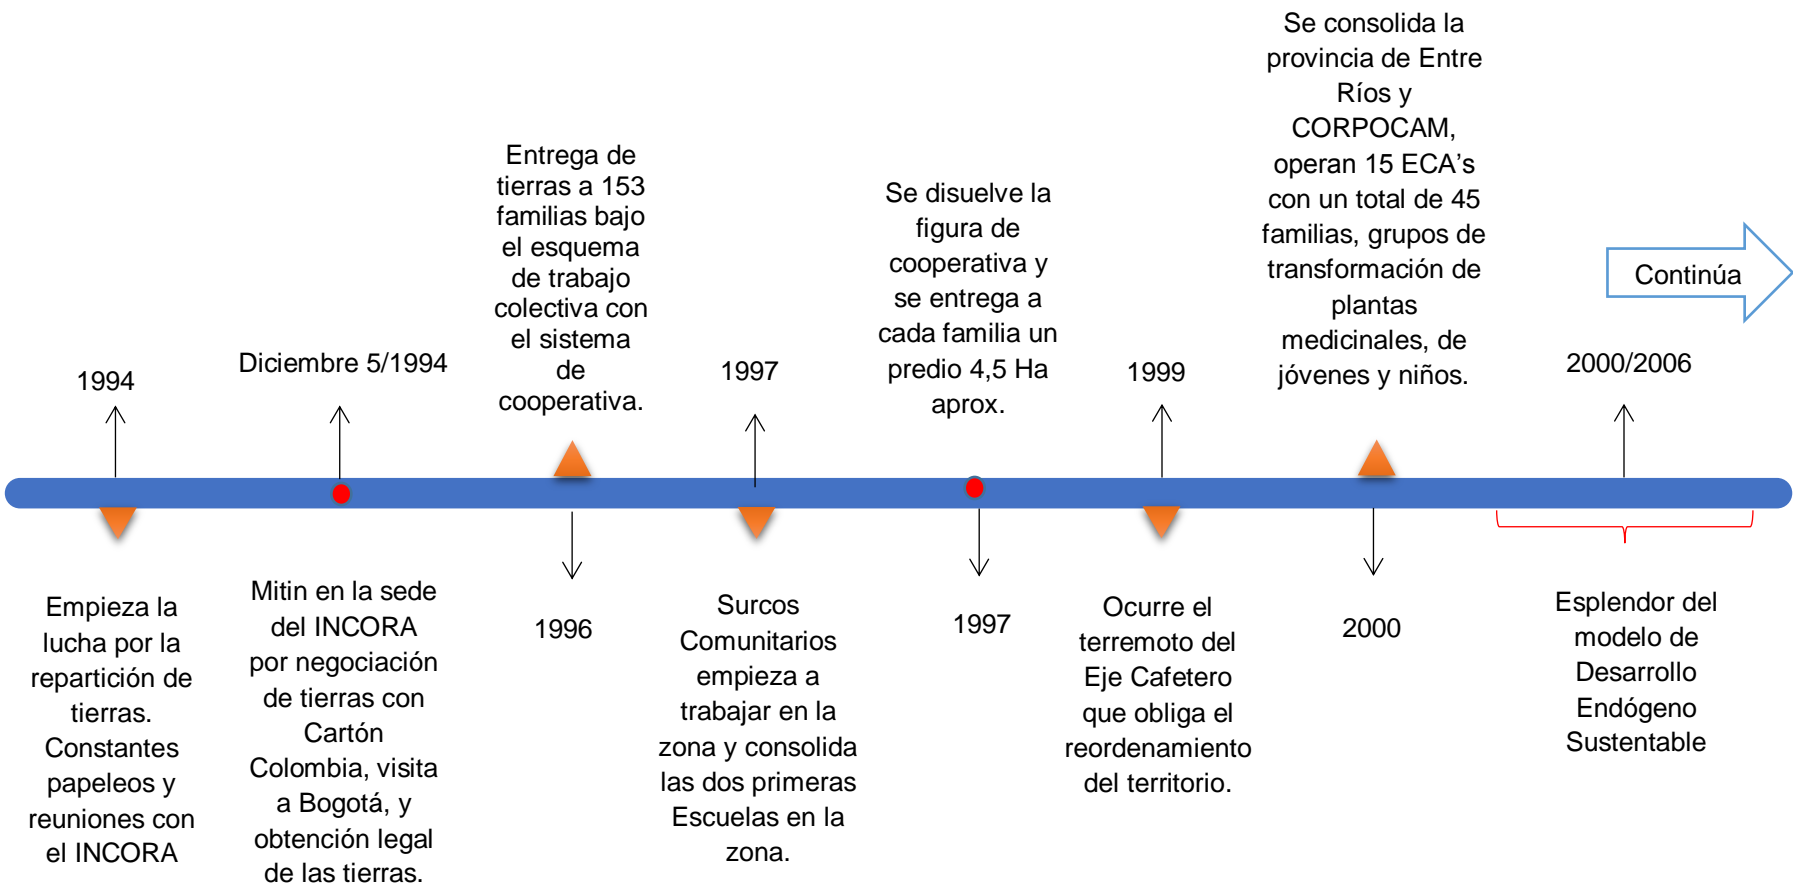 1994
Empieza la
lucha por la
repartición de
tierras.
Constantes
papeleos y
reuniones con
el INCORA
Diciembre 5/1994
Mitin en la sede
del INCORA
por negociación
de tierras con
Cartón
Colombia, visita
a Bogotá, y
obtención legal
de las tierras.
Entrega de
tierras a 153
familias bajo
el esquema
de trabajo
colectiva con
el sistema
de
cooperativa.
1996
1997
Surcos
Comunitarios
empieza a
trabajar en la
zona y consolida
las dos primeras
Escuelas en la
zona.
Se disuelve la
figura de
cooperativa y
se entrega a
cada familia un
predio 4,5 Ha
aprox.
1997
1999
Ocurre el
terremoto del
Eje Cafetero
que obliga el
reordenamiento
del territorio.
Se consolida la
provincia de Entre
Ríos y
CORPOCAM,
operan 15 ECA’s
con un total de 45
familias, grupos de
transformación de
plantas
medicinales, de
jóvenes y niños.
2000
Continúa
2000/2006
Esplendor del
modelo de
Desarrollo
Endógeno
Sustentable